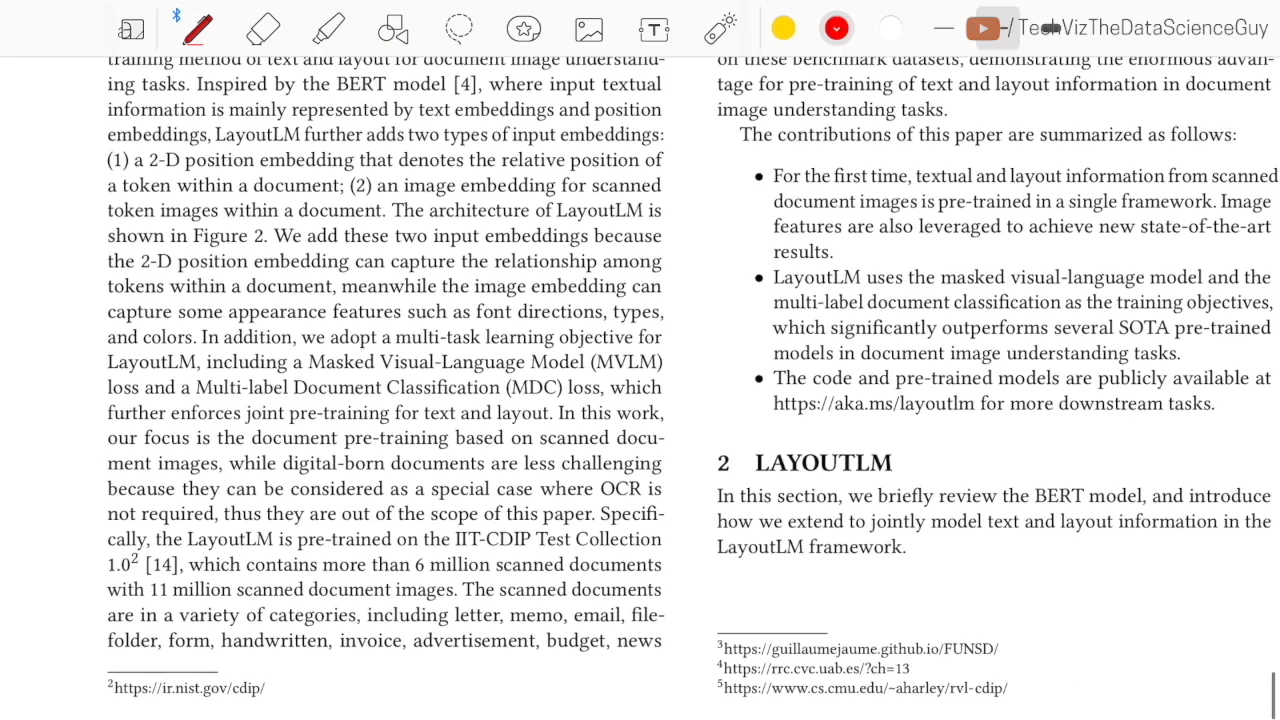 / TechVizTheDataScienceGuy
training method of text and layout for document image understand-
ing tasks. Inspired by the BERT model [4], where input textual
information is mainly represented by text embeddings and position
embeddings, LayoutLM further adds two types of input embeddings:
(1) a 2-D position embedding that denotes the relative position of
a token within a document; (2) an image embedding for scanned
token images within a document. The architecture of LayoutLM is
shown in Figure 2. We add these two input embeddings because
the 2-D position embedding can capture the relationship among
tokens within a document, meanwhile the image embedding can
capture some appearance features such as font directions, types,
and colors. In addition, we adopt a multi-task learning objective for
LayoutLM, including a Masked Visual-Language Model (MVLM)
loss and a Multi-label Document Classification (MDC) loss, which
further enforces joint pre-training for text and layout. In this work,
our focus is the document pre-training based on scanned docu-
ment images, while digital-born documents are less challenging
because they can be considered as a special case where OCR is
not required, thus they are out of the scope of this paper. Specifi-
cally, the LayoutLM is pre-trained on the IIT-CDIP Test Collection
1.0² [14], which contains more than 6 million scanned documents
with 11 million scanned document images. The scanned documents
are in a variety of categories, including letter, memo, email, file-
folder, form, handwritten, invoice, advertisement, budget, news
²https://ir.nist.gov/cdip/
on these benchmark datasets, demonstrating the enormous advan-
tage for pre-training of text and layout information in document
image understanding tasks.
The contributions of this paper are summarized as follows:
• For the first time, textual and layout information from scanned
document images is pre-trained in a single framework. Image
features are also leveraged to achieve new state-of-the-art
results.
• LayoutLM uses the masked visual-language model and the
multi-label document classification as the training objectives,
which significantly outperforms several SOTA pre-trained
models in document image understanding tasks.
• The code and pre-trained models are publicly available at
https://aka.ms/layoutlm for more downstream tasks.
2 LAYOUTLM
In this section, we briefly review the BERT model, and introduce
how we extend to jointly model text and layout information in the
LayoutLM framework.
³https://guillaumejaume.github.io/FUNSD/
⁴https://rrc.cvc.uab.es/?ch=13
⁵https://www.cs.cmu.edu/~aharley/rvl-cdip/